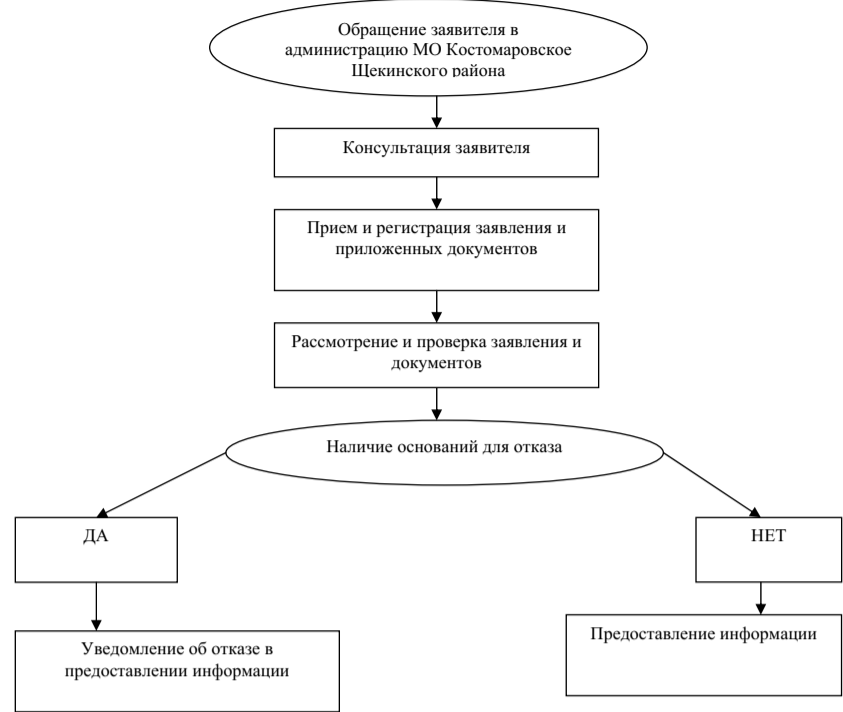 Обращение заявителя в
администрацию МО Костомаровское
Щекинского района
Консультация заявителя
Прием и регистрация заявления и
приложенных документов
Рассмотрение и проверка заявления и
документов
Наличие оснований для отказа
ДА
НЕТ
Уведомление об отказе в
предоставлении информации
Предоставление информации